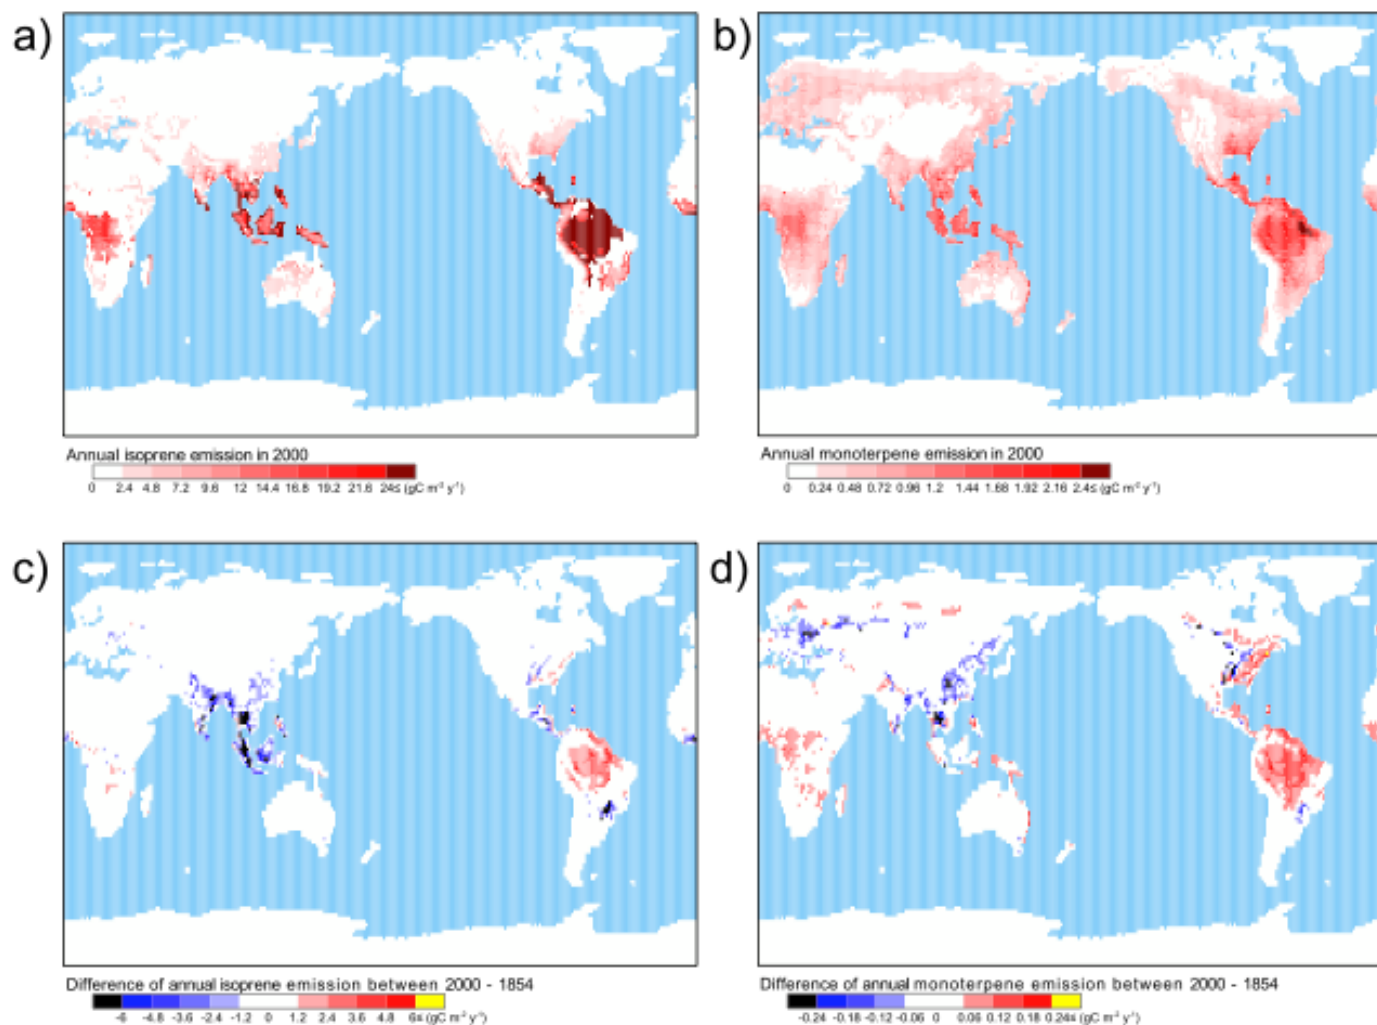 a)
b)
Annual isoprene emission in 2000
0 2.4 4.8 7.2 9.6 12 14.4 16.8 19.2 21.6 24≤ (gC m⁻² y⁻¹)
Annual monoterpene emission in 2000
0 0.24 0.48 0.72 0.96 1.2 1.44 1.68 1.92 2.16 2.4≤ (gC m⁻² y⁻¹)
c)
d)
Difference of annual isoprene emission between 2000 - 1854
-6 -4.8 -3.6 -2.4 -1.2 0 1.2 2.4 3.6 4.8 6≤ (gC m⁻² y⁻¹)
Difference of annual monoterpene emission between 2000 - 1854
-0.24 -0.18 -0.12 -0.06 0 0.06 0.12 0.18 0.24≤ (gC m⁻² y⁻¹)